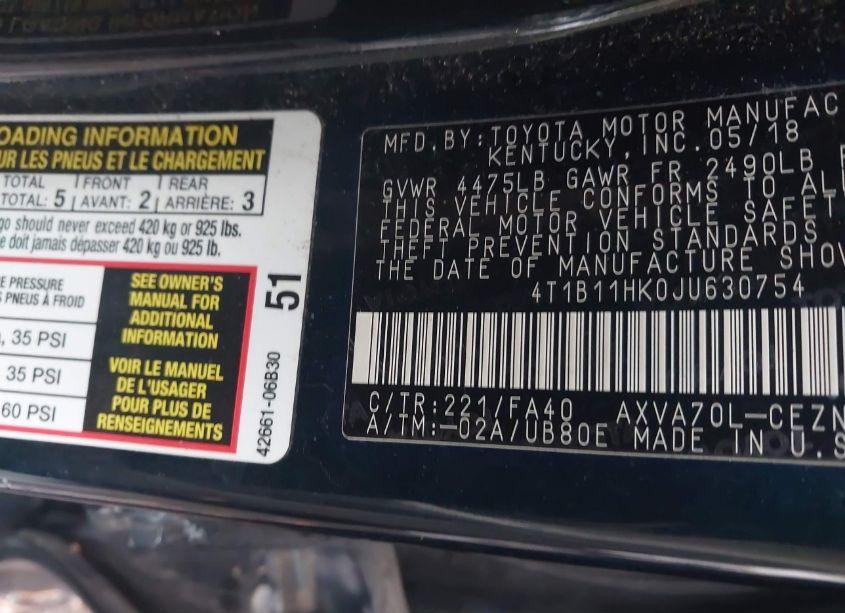 OADING INFORMATION
UR LES PNEUS ET LE CHARGEMENT
TOTAL FRONT REAR
TOTAL: 5 AVANT: 2 ARRIÈRE: 3
go should never exceed 420 kg or 925 lbs.
e doit jamais dépasser 420 kg ou 925 lb.
E PRESSURE
PNEUS À FROID
, 35 PSI
35 PSI
60 PSI
SEE OWNER'S
MANUAL FOR
ADDITIONAL
INFORMATION
VOIR LE MANUEL
DE L'USAGER
POUR PLUS DE
RENSEIGNEMENTS
51
42661-06B30
MFD. BY: TOYOTA MOTOR MANUFAC
KENTUCKY, INC. 05/18
GVWR 4475LB GAWR FR 2490LB
THIS VEHICLE CONFORMS TO ALL
FEDERAL MOTOR VEHICLE SAFET
THEFT PREVENTION STANDARDS
THE DATE OF MANUFACTURE SHOW
4T1B11HK0JU630754
C/TR:221/FA40 AXVA70L-CEZN
A/TM:-02A/UB80E MADE IN U.S